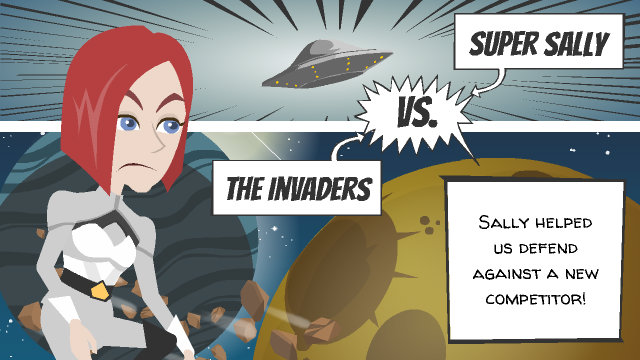 SUPER SALLY
VS.
THE INVADERS
SALLY HELPED
US DEFEND
AGAINST A NEW
COMPETITOR!